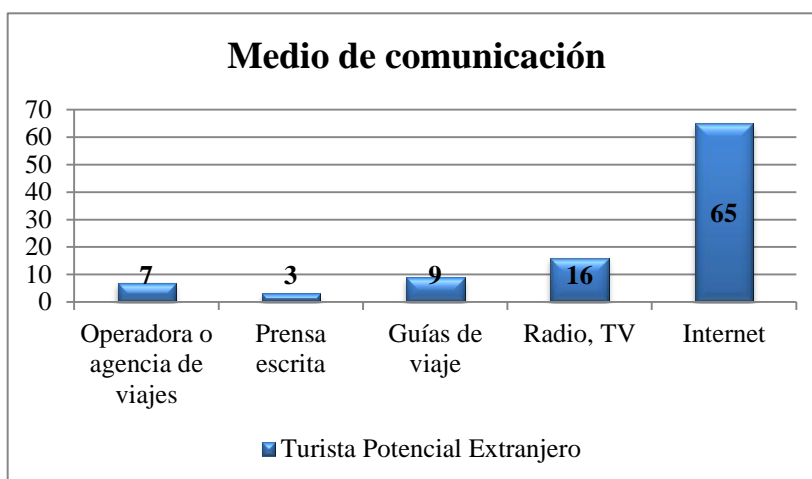 Medio de comunicación
70
60
50
40
30
20
10
0
7
3
9
16
65
Operadora o
agencia de
viajes
Prensa
escrita
Guías de
viaje
Radio, TV
Internet
Turista Potencial Extranjero